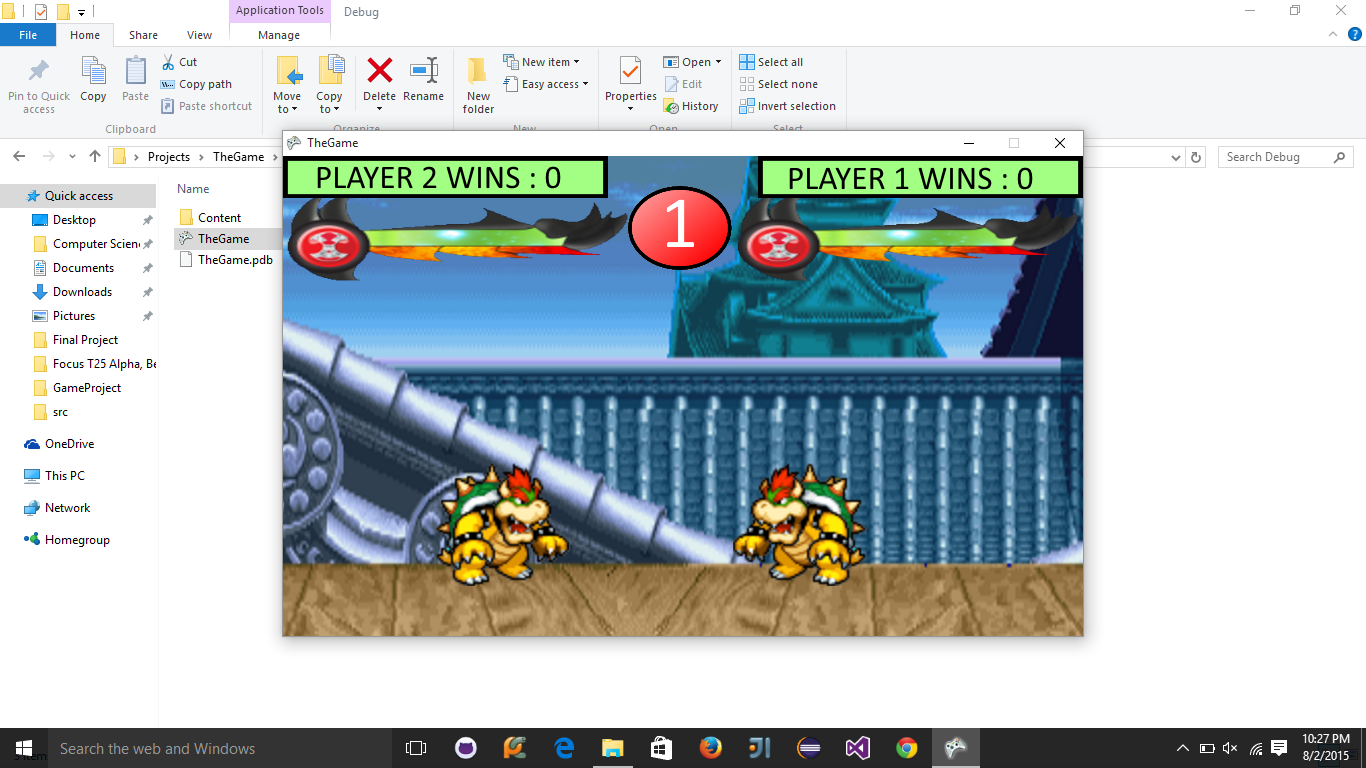 Application Tools
Debug
File
Home
Share
View
Manage
Pin to Quick access
Copy
Paste
Cut
Copy path
Paste shortcut
Clipboard
Move to
Copy to
Delete
Rename
Organize
New folder
New item
Easy access
New
Properties
Open
Edit
History
Open
Select all
Select none
Invert selection
Select
Projects
TheGame
Search Debug
Quick access
Desktop
Computer Scien
Documents
Downloads
Pictures
Final Project
Focus T25 Alpha, Be
GameProject
src
OneDrive
This PC
Network
Homegroup
Name
Content
TheGame
TheGame.pdb
TheGame
PLAYER 2 WINS : 0
PLAYER 1 WINS : 0
1
Search the web and Windows
10:27 PM
8/2/2015